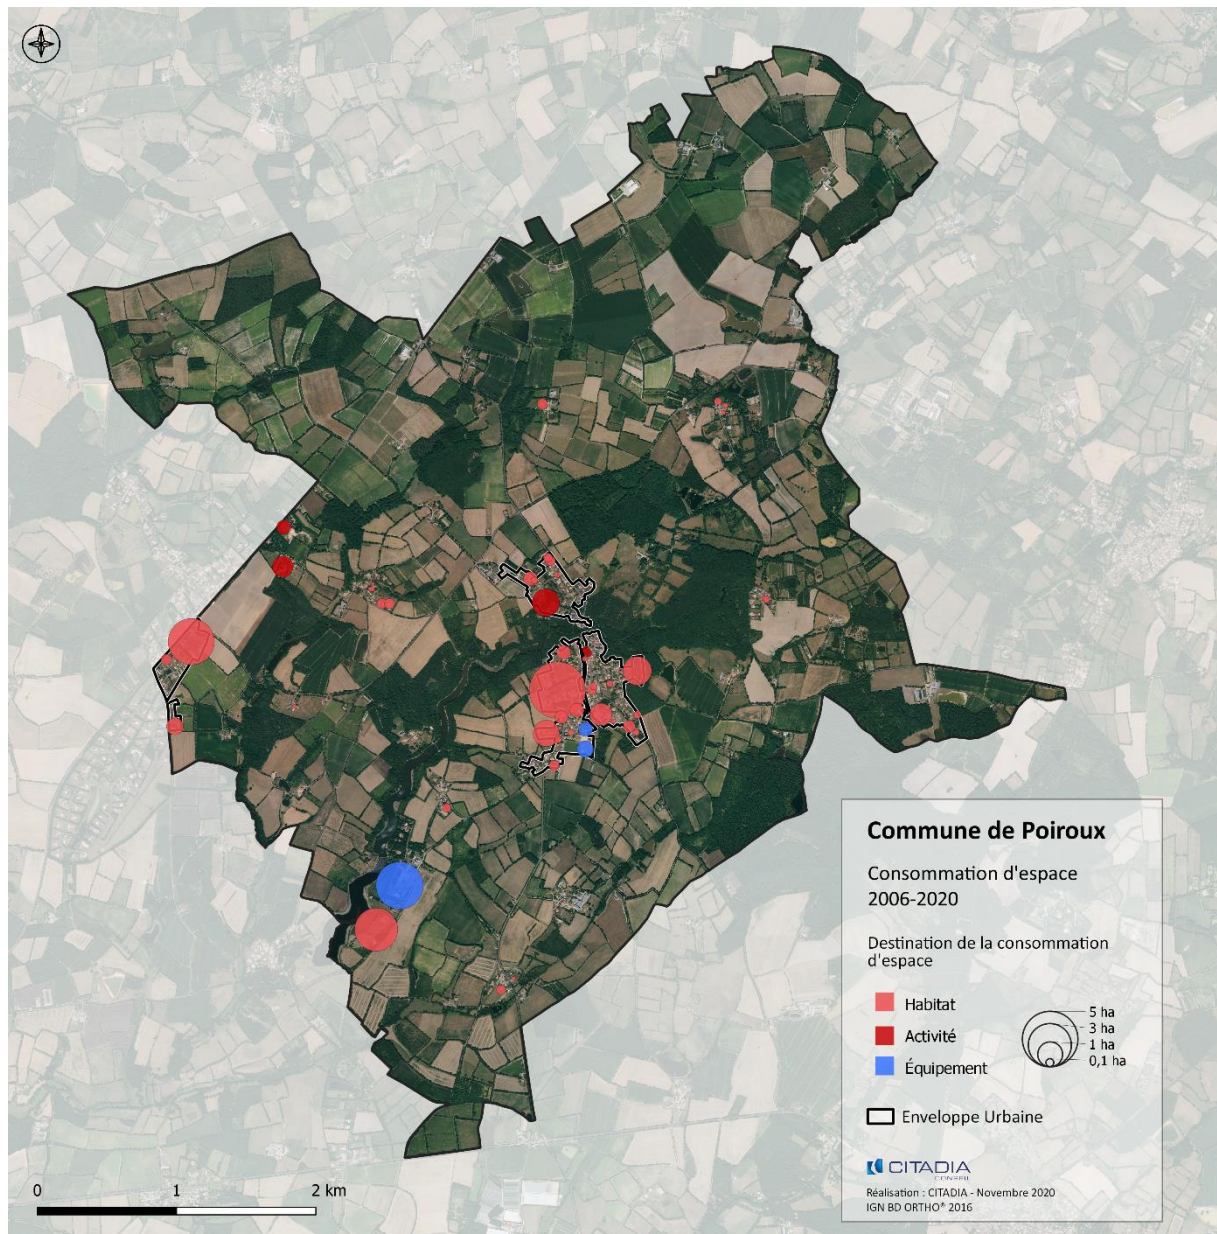 Commune de Poiroux
Consommation d'espace
2006-2020
Destination de la consommation
d'espace
Habitat
Activité
Équipement
5 ha
3 ha
1 ha
0,1 ha
Enveloppe Urbaine
CITADIA
CONSEIL
Réalisation : CITADIA - Novembre 2020
IGN BD ORTHO® 2016
0 1 2 km